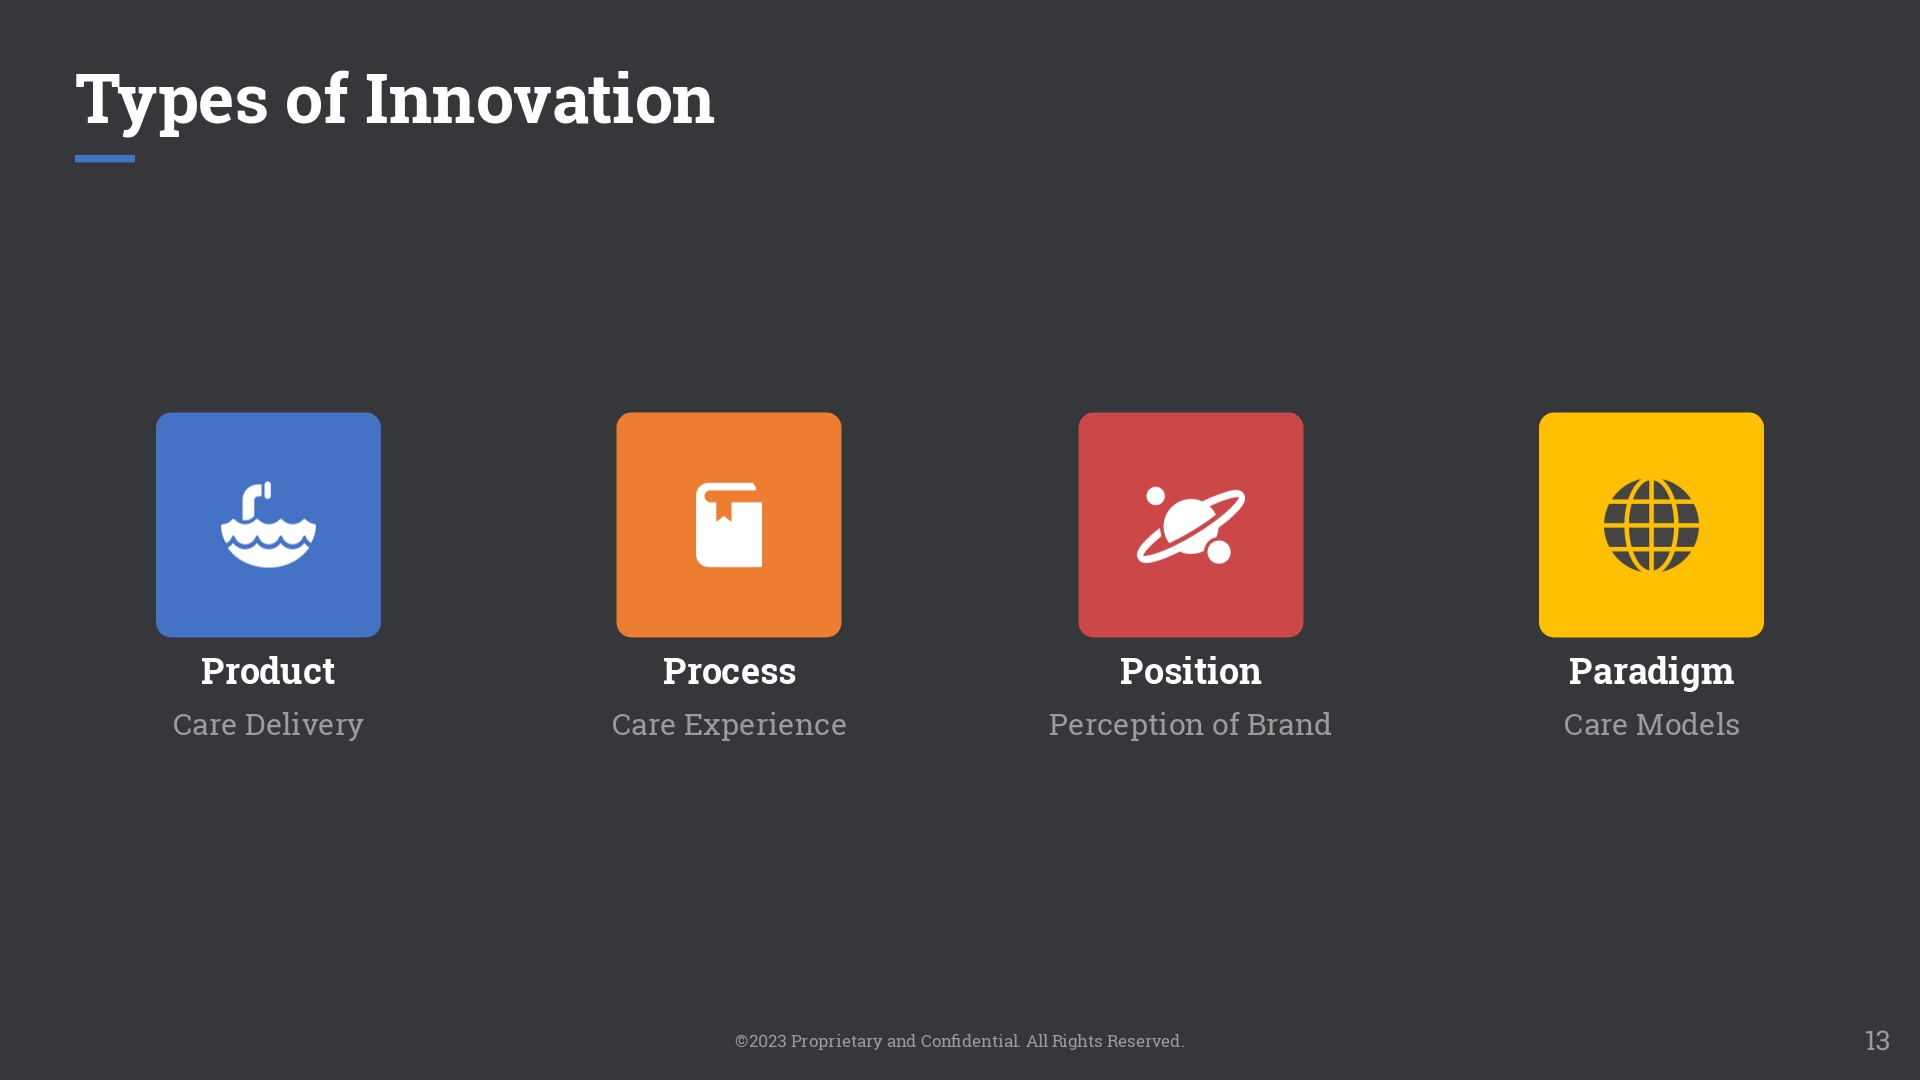 Types of Innovation
Product
Care Delivery
Process
Care Experience
Position
Perception of Brand
Paradigm
Care Models
©2023 Proprietary and Confidential. All Rights Reserved.
13